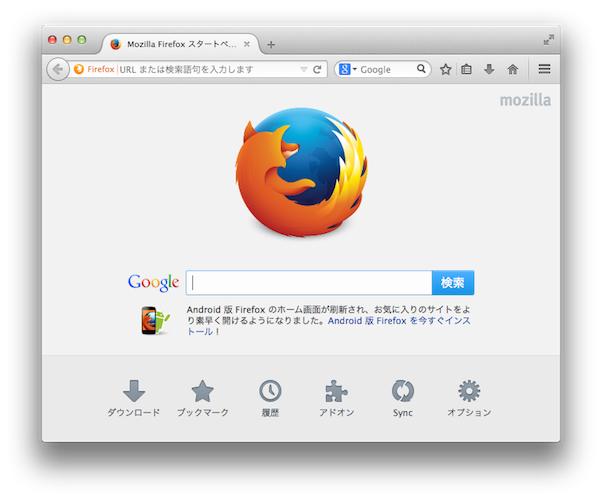 Mozilla Firefox スタートペ...
Firefox URL または検索語句を入力します
Google
mozilla
Google 検索
Android 版 Firefox のホーム画面が刷新され、お気に入りのサイトをよ
り素早く開けるようになりました。Android 版 Firefox を今すぐインス
トール！
ダウンロード ブックマーク 履歴 アドオン Sync オプション